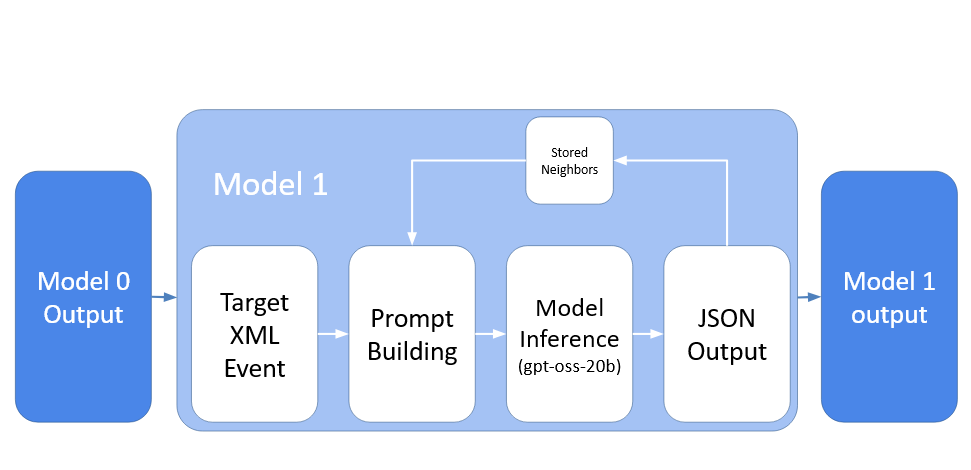 Stored
Neighbors
Model 1
Model 0
Output
Target
XML
Event
Prompt
Building
Model
Inference
(gpt-oss-20b)
JSON
Output
Model 1
output